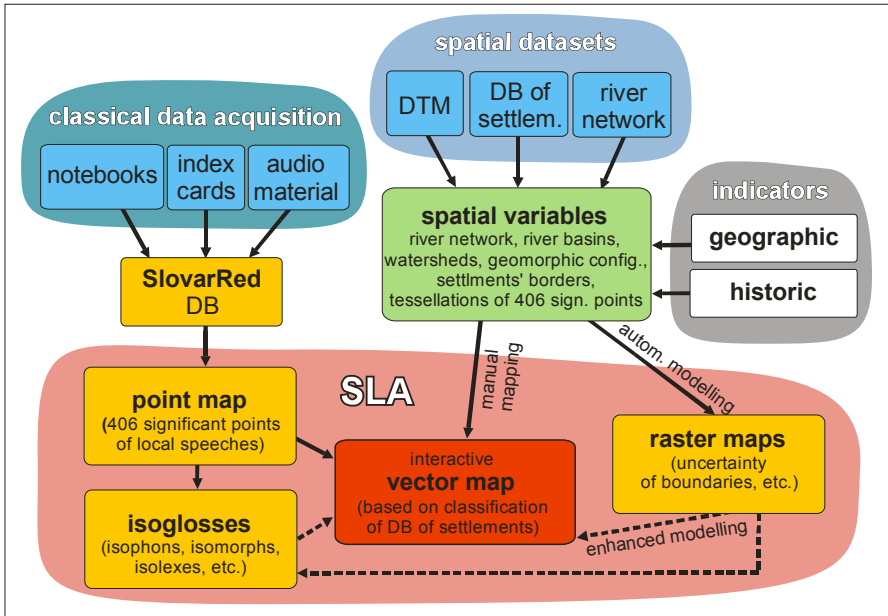 spatial datasets
DTM
DB of
settlem.
river
network
classical data acquisition
notebooks
index
cards
audio
material
indicators
geographic
historic
spatial variables
river network, river basins,
watersheds, geomorphic config.,
settlments' borders,
tessellations of 406 sign. points
SlovarRed
DB
manual
mapping
autom. modelling
SLA
point map
(406 significant points
of local speeches)
interactive
vector map
(based on classification
of DB of settlements)
raster maps
(uncertainty
of boundaries, etc.)
isoglosses
(isophons, isomorphs,
isolexes, etc.)
enhanced modelling